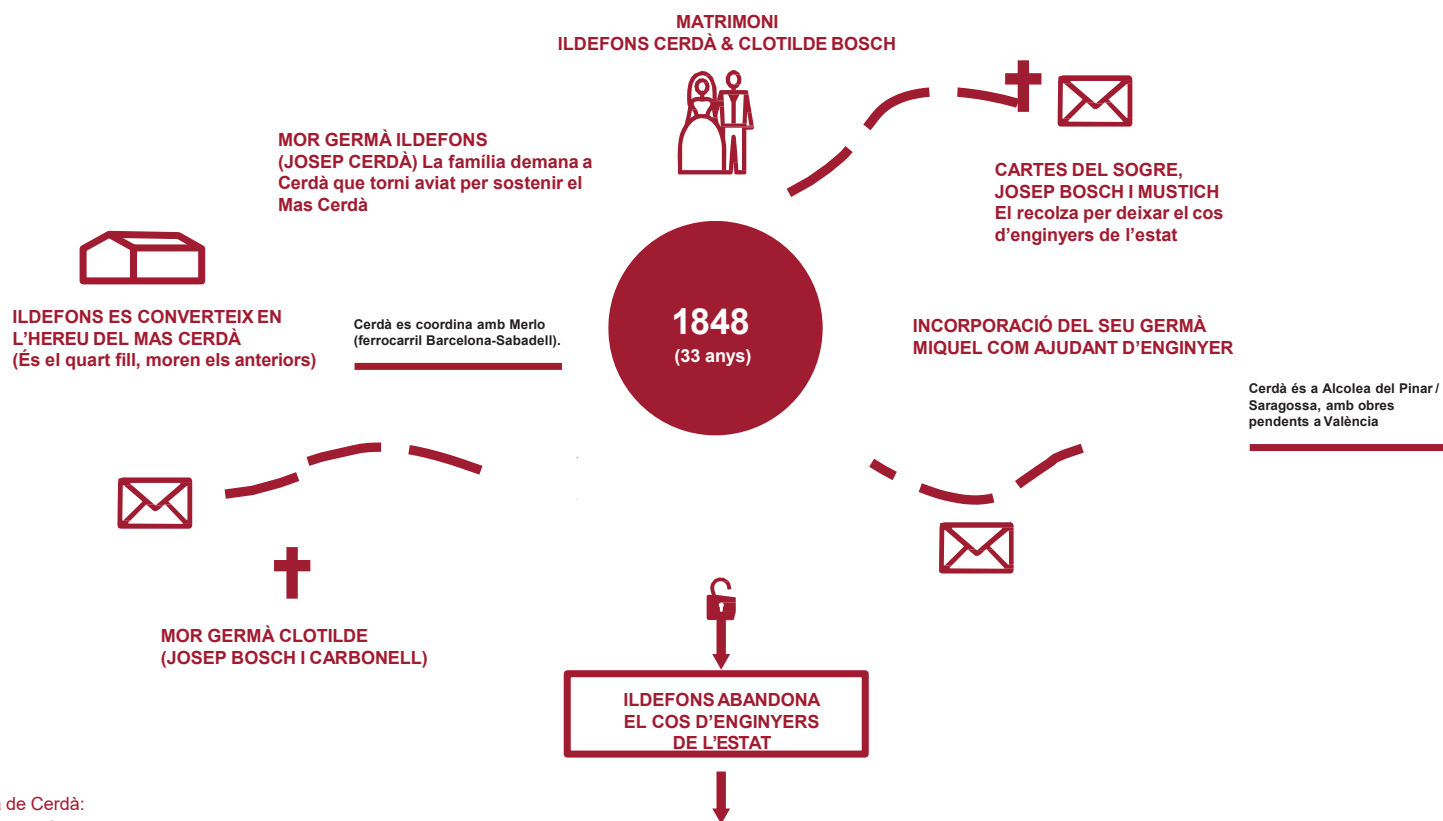 MATRIMONI
ILDEFONS CERDÀ & CLOTILDE BOSCH
MOR GERMÀ ILDEFONS
(JOSEP CERDÀ) La família demana a
Cerdà que torni aviat per sostenir el
Mas Cerdà
CARTES DEL SOGRE,
JOSEP BOSCH I MUSTICH
El recolza per deixar el cos
d’enginyers de l’estat
ILDEFONS ES CONVERTEIX EN
L’HEREU DEL MAS CERDÀ
(És el quart fill, moren els anteriors)
Cerdà es coordina amb Merlo
(ferrocarril Barcelona-Sabadell).
1848
(33 anys)
INCORPORACIÓ DEL SEU GERMÀ
MIQUEL COM AJUDANT D’ENGINYER
Cerdà és a Alcolea del Pinar /
Saragossa, amb obres
pendents a València
MOR GERMÀ CLOTILDE
(JOSEP BOSCH I CARBONELL)
ILDEFONS ABANDONA
EL COS D’ENGINYERS
DE L’ESTAT
de Cerdà: